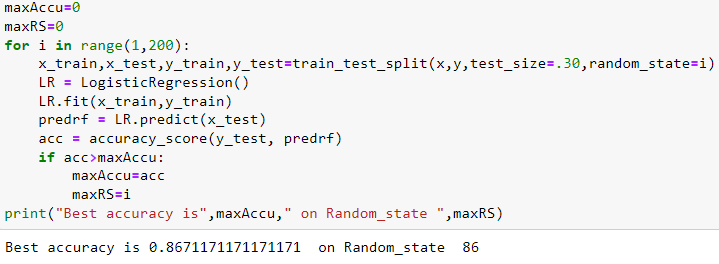 maxAccu=0
maxRS=0
for i in range(1,200):
    x_train,x_test,y_train,y_test=train_test_split(x,y,test_size=.30,random_state=i)
    LR = LogisticRegression()
    LR.fit(x_train,y_train)
    predrf = LR.predict(x_test)
    acc = accuracy_score(y_test, predrf)
    if acc>maxAccu:
        maxAccu=acc
        maxRS=i
print("Best accuracy is",maxAccu," on Random_state ",maxRS)
Best accuracy is 0.8671171171171171  on Random_state  86